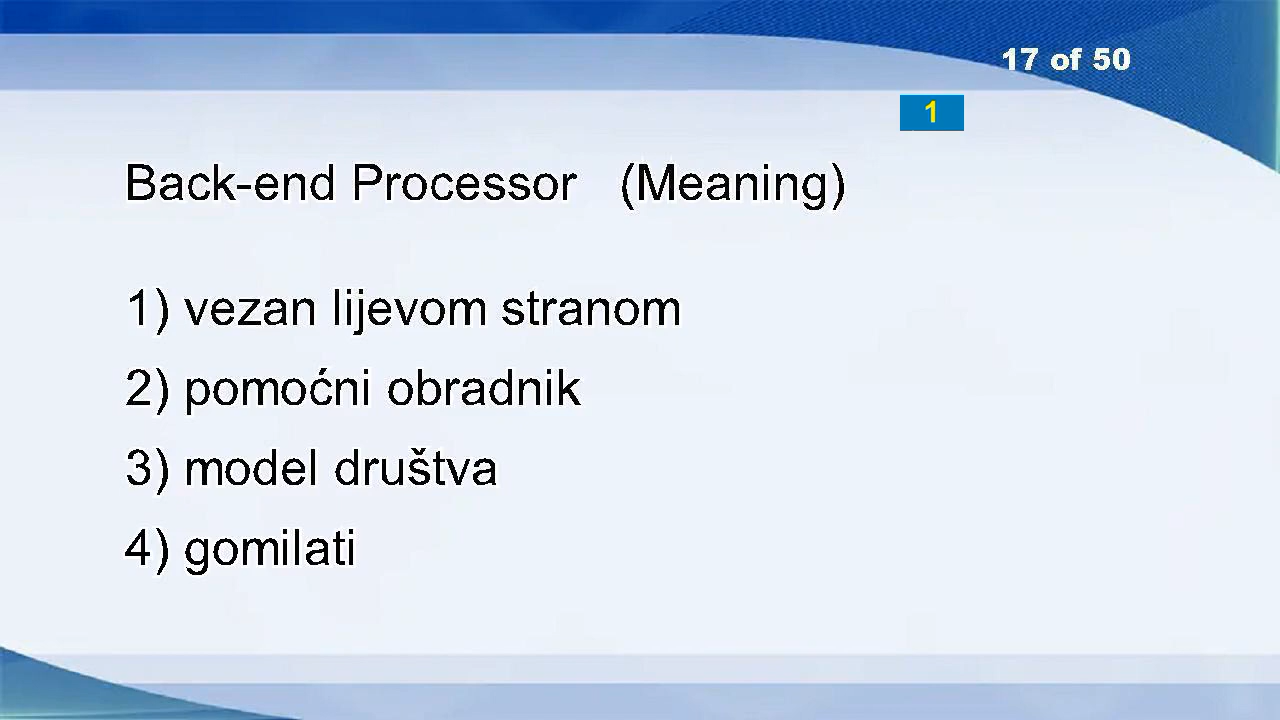 17 of 50
1
Back-end Processor (Meaning)
1) vezan lijevom stranom
2) pomoćni obradnik
3) model društva
4) gomilati